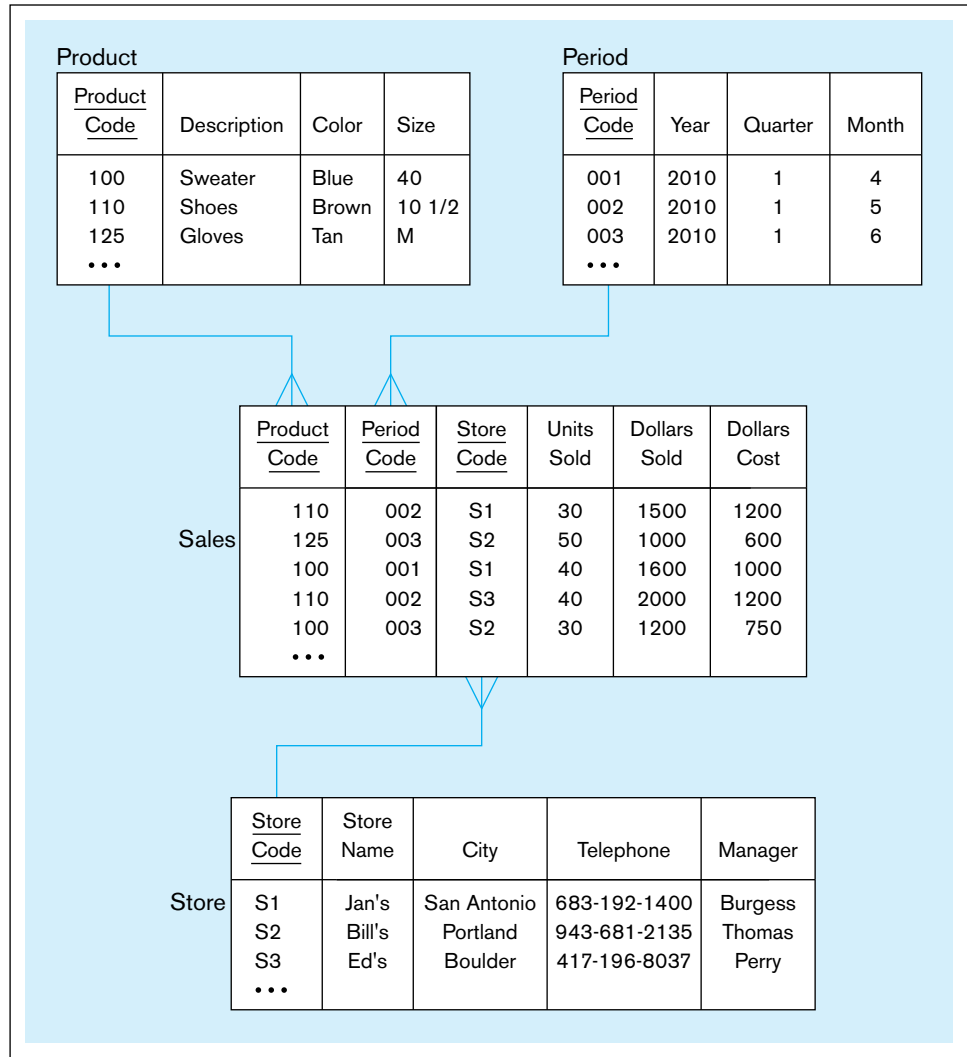 Product
Product Code Description Color Size
100 Sweater Blue 40
110 Shoes Brown 10 1/2
125 Gloves Tan M
• • •
Period
Period Code Year Quarter Month
001 2010 1 4
002 2010 1 5
003 2010 1 6
• • •
Sales
Product Code Period Code Store Code Units Sold Dollars Sold Dollars Cost
110 002 S1 30 1500 1200
125 003 S2 50 1000 600
100 001 S1 40 1600 1000
110 002 S3 40 2000 1200
100 003 S2 30 1200 750
• • •
Store
Store Code Store Name City Telephone Manager
S1 Jan's San Antonio 683-192-1400 Burgess
S2 Bill's Portland 943-681-2135 Thomas
S3 Ed's Boulder 417-196-8037 Perry
• • •